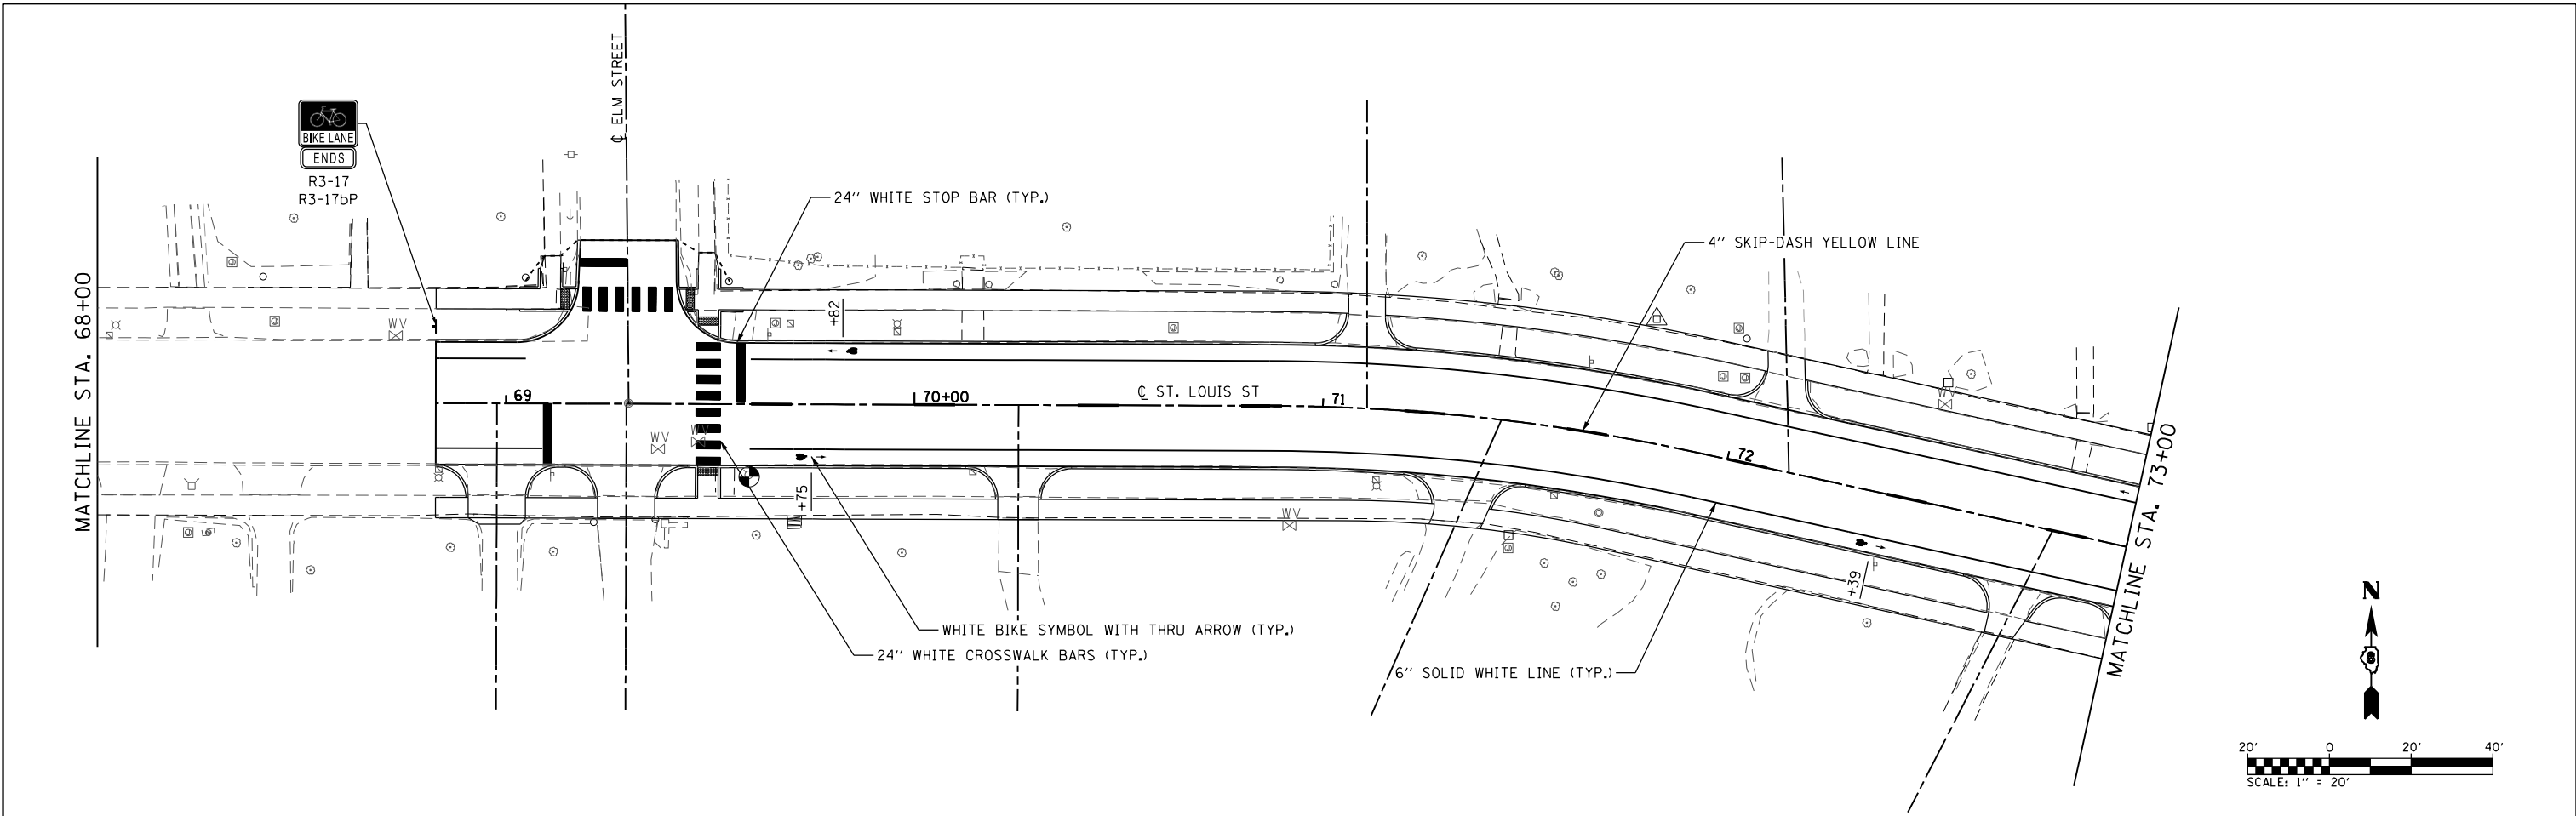 MATCHLINE STA. 68+00
BIKE LANE
ENDS
R3-17
R3-17bP
℄ ELM STREET
24" WHITE STOP BAR (TYP.)
4" SKIP-DASH YELLOW LINE
WV
+82
69
70+00
℄ ST. LOUIS ST
71
72
WV
WV
WV
WV
+75
WV
+39
WHITE BIKE SYMBOL WITH THRU ARROW (TYP.)
24" WHITE CROSSWALK BARS (TYP.)
6" SOLID WHITE LINE (TYP.)
MATCHLINE STA. 73+00
N
20' 0 20' 40'
SCALE: 1" = 20'